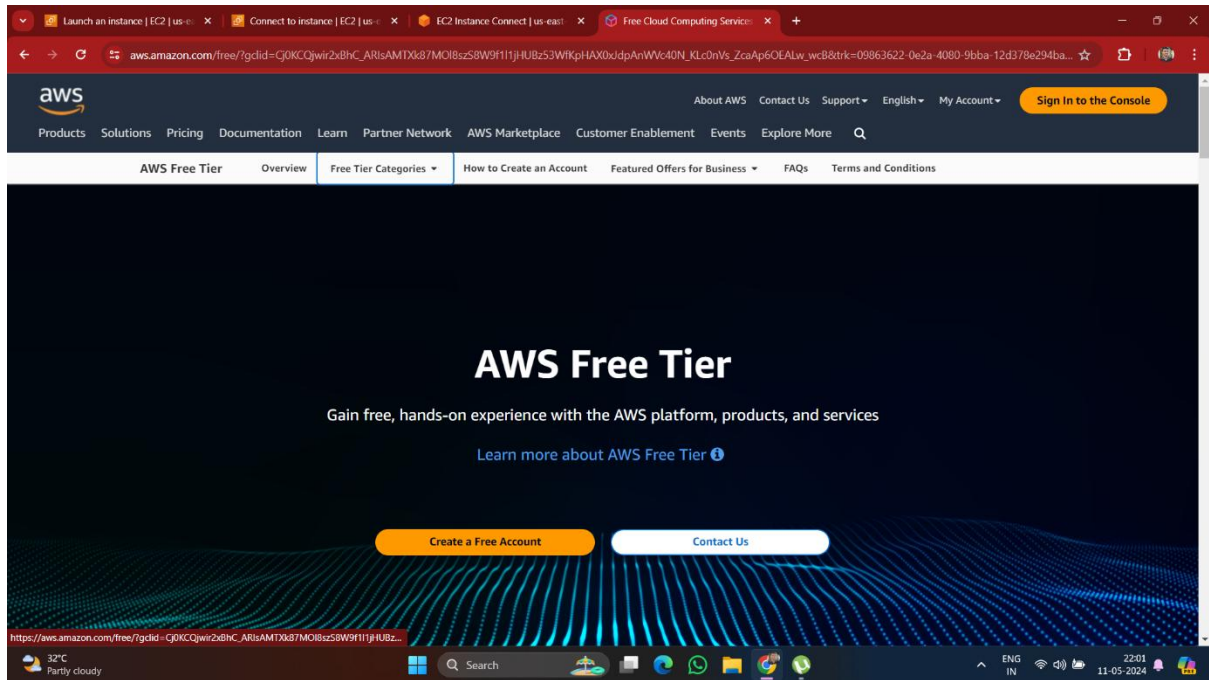 Launch an instance | EC2 | us-ea
Connect to instance | EC2 | us-e
EC2 Instance Connect | us-east
Free Cloud Computing Services
aws.amazon.com/free/?gclid=Cj0KCQjwir2xBhC_ARIsAMTXk87MOI8szS8W9f1I1jHUBz53WfKpHAX0xJdpAnWVc40N_KLc0nVs_ZcaAp6OEALw_wcB&trk=09863622-0e2a-4080-9bba-12d378e294ba...
aws
About AWS Contact Us Support English My Account Sign In to the Console
Products Solutions Pricing Documentation Learn Partner Network AWS Marketplace Customer Enablement Events Explore More
AWS Free Tier Overview Free Tier Categories How to Create an Account Featured Offers for Business FAQs Terms and Conditions
AWS Free Tier
Gain free, hands-on experience with the AWS platform, products, and services
Learn more about AWS Free Tier
Create a Free Account
Contact Us
https://aws.amazon.com/free/?gclid=Cj0KCQjwir2xBhC_ARIsAMTXk87MOI8szS8W9f1I1jHUBz...
32°C
Partly cloudy
Search
ENG
IN
22:01
11-05-2024